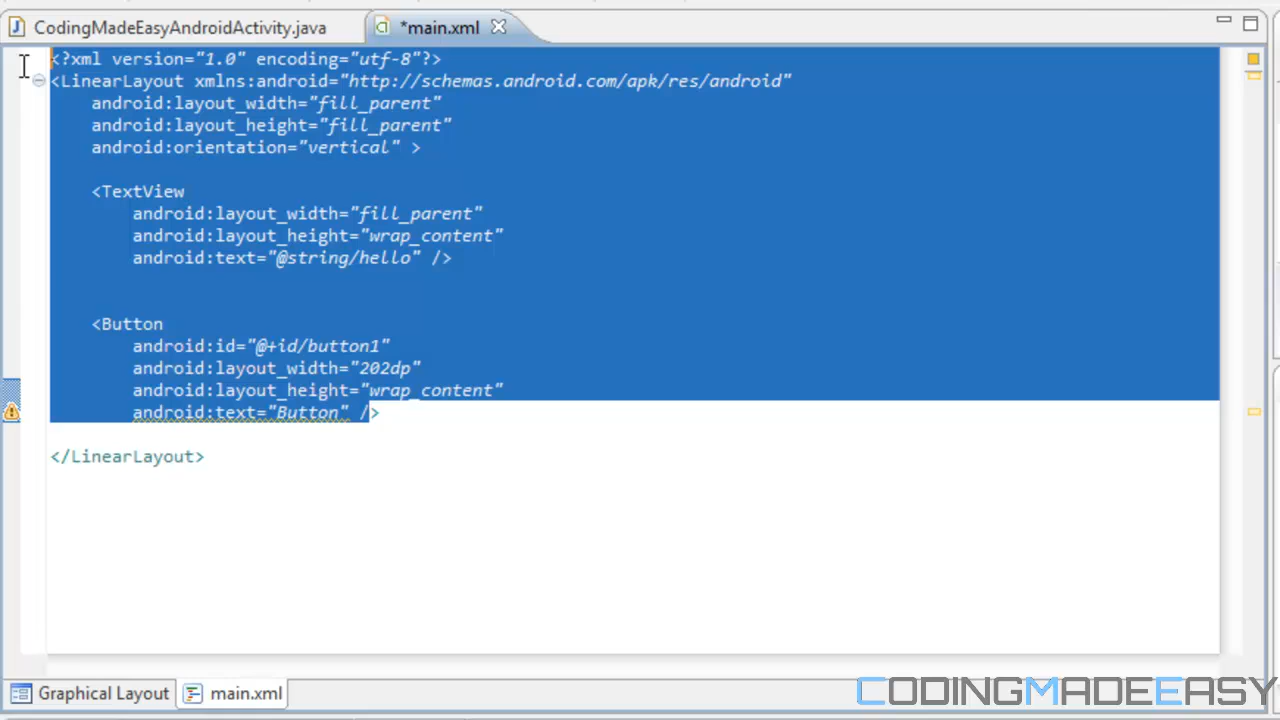 CodingMadeEasyAndroidActivity.java
*main.xml
<?xml version="1.0" encoding="utf-8"?>
<LinearLayout xmlns:android="http://schemas.android.com/apk/res/android"
    android:layout_width="fill_parent"
    android:layout_height="fill_parent"
    android:orientation="vertical" >
    <TextView
        android:layout_width="fill_parent"
        android:layout_height="wrap_content"
        android:text="@string/hello" />
    <Button
        android:id="@+id/button1"
        android:layout_width="202dp"
        android:layout_height="wrap_content"
        android:text="Button" />
</LinearLayout>
Graphical Layout
main.xml
CODINGMADEEASY